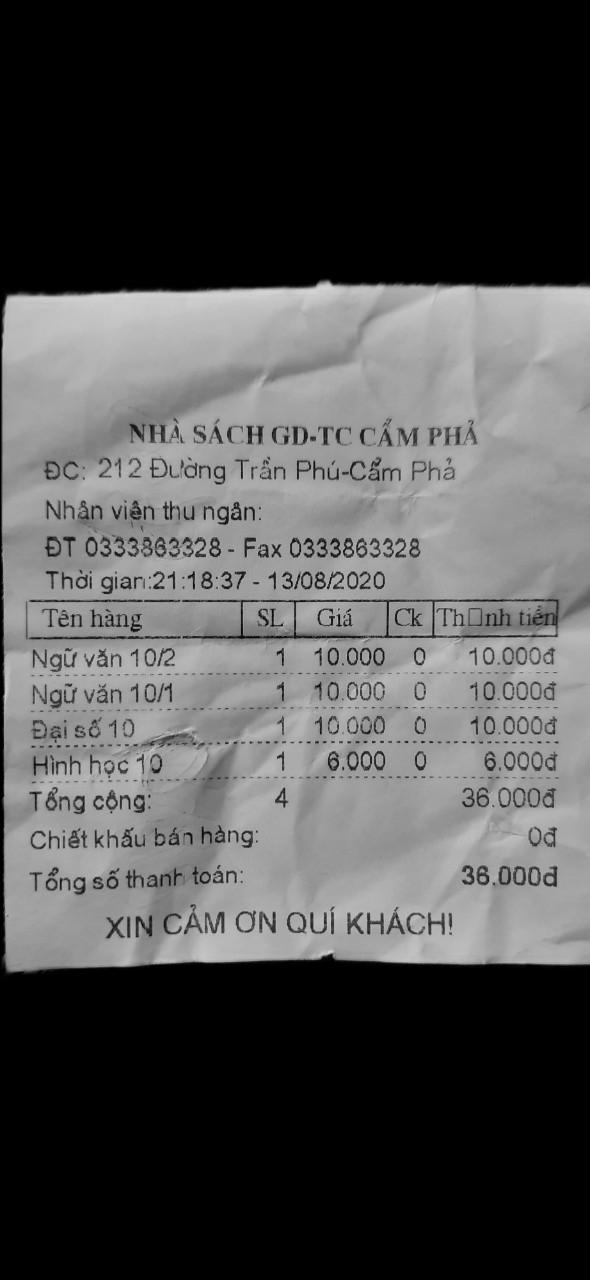 NHÀ SÁCH GD-TC CẨM PHẢ
ĐC: 212 Đường Trần Phú-Cẩm Phả
Nhân viện thu ngân:
ĐT 0333863328 - Fax 0333863328
Thời gian:21:18:37 - 13/08/2020
Tên hàng SL Giá Ck Th□nh tiền
Ngữ văn 10/2 1 10.000 0 10.000đ
Ngữ văn 10/1 1 10.000 0 10.000đ
Đại số 10 1 10.000 0 10.000đ
Hình học 10 1 6.000 0 6.000đ
Tổng cộng: 4 36.000đ
Chiết khấu bán hàng: 0đ
Tổng số thanh toán: 36.000đ
XIN CẢM ƠN QUÍ KHÁCH!